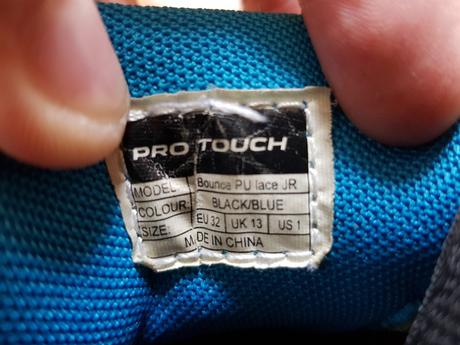 PRO TOUCH
MODEL: Bounce PU lace JR
COLOUR: BLACK/BLUE
SIZE: EU 32 UK 13 US 1
MADE IN CHINA